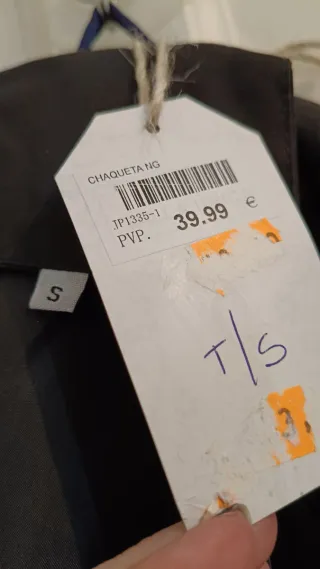 CHAQUETA NG
JP1335-1
PVP. 39.99 €
S
T/S